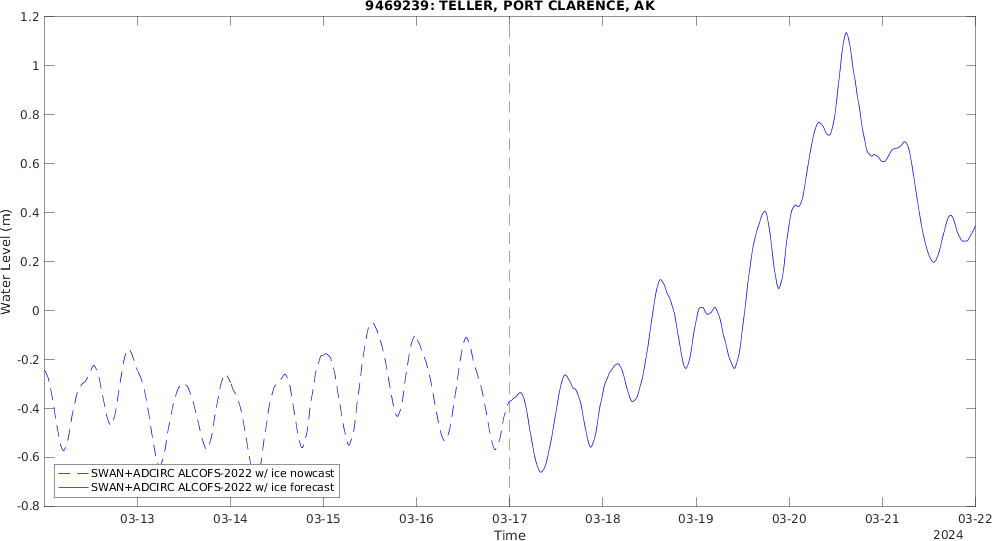 9469239: TELLER, PORT CLARENCE, AK
1.2
1
0.8
0.6
0.4
0.2
0
-0.2
-0.4
-0.6
-0.8
Water Level (m)
SWAN+ADCIRC ALCOFS-2022 w/ ice nowcast
SWAN+ADCIRC ALCOFS-2022 w/ ice forecast
03-13 03-14 03-15 03-16 03-17 03-18 03-19 03-20 03-21 03-22
Time
2024